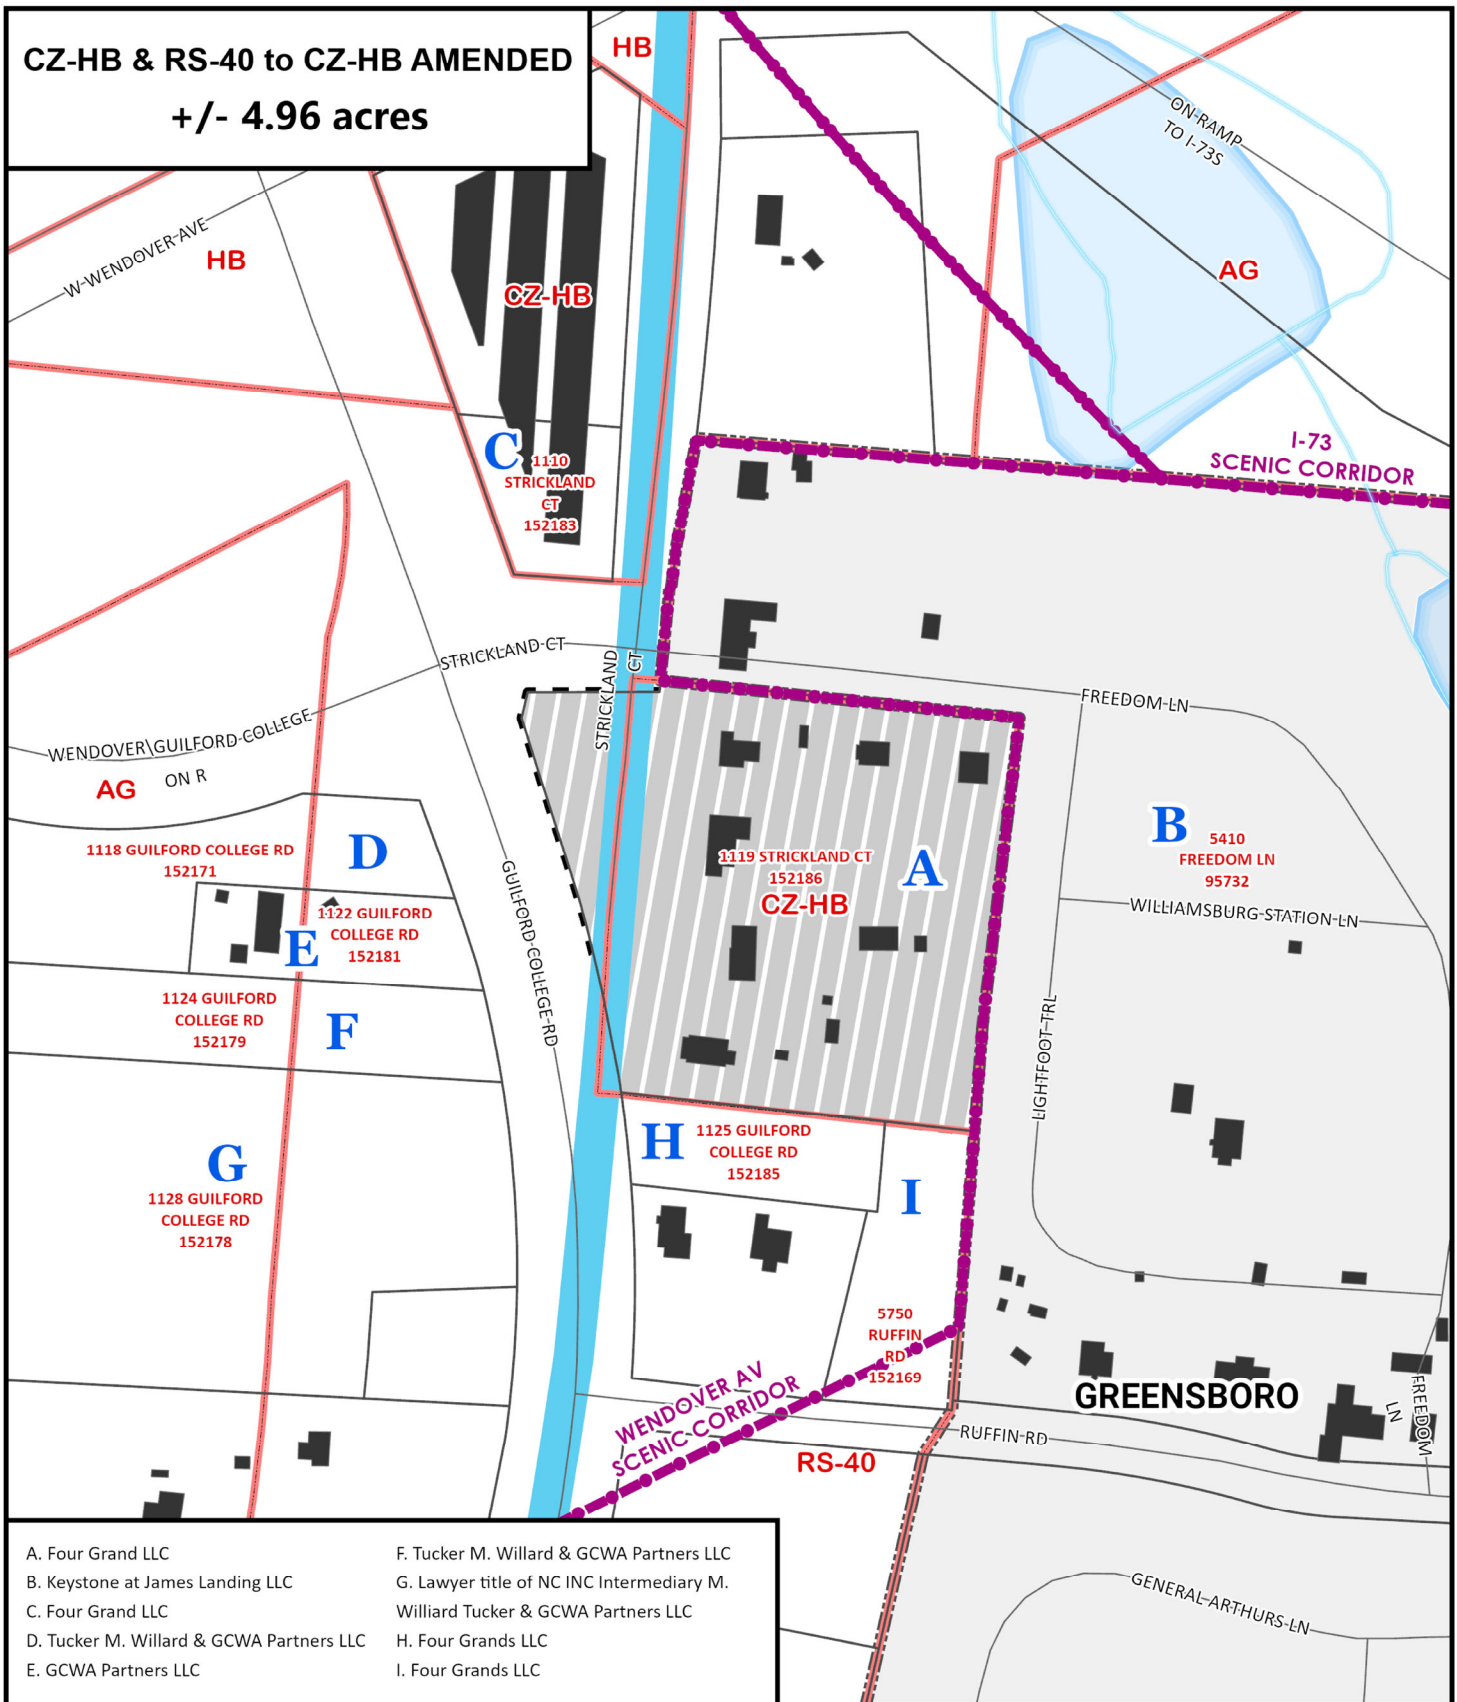 CZ-HB & RS-40 to CZ-HB AMENDED
+/- 4.96 acres
HB
ON RAMP
TO I-73S
W WENDOVER AVE
HB
CZ-HB
AG
C
1110
STRICKLAND
CT
152183
I-73
SCENIC CORRIDOR
STRICKLAND CT
STRICKLAND
CT
FREEDOM LN
WENDOVER\GUILFORD COLLEGE
ON R
AG
D
1118 GUILFORD COLLEGE RD
152171
E
1122 GUILFORD
COLLEGE RD
152181
GUILFORD COLLEGE RD
1119 STRICKLAND CT
152186
A
CZ-HB
B
5410
FREEDOM LN
95732
WILLIAMSBURG STATION LN
1124 GUILFORD
COLLEGE RD
152179
F
LIGHTFOOT TRL
G
1128 GUILFORD
COLLEGE RD
152178
H
1125 GUILFORD
COLLEGE RD
152185
I
5750
RUFFIN
RD
152169
WENDOVER AV
SCENIC CORRIDOR
GREENSBORO
FREEDOM
LN
RUFFIN RD
RS-40
GENERAL ARTHURS LN
A. Four Grand LLC
B. Keystone at James Landing LLC
C. Four Grand LLC
D. Tucker M. Willard & GCWA Partners LLC
E. GCWA Partners LLC
F. Tucker M. Willard & GCWA Partners LLC
G. Lawyer title of NC INC Intermediary M.
Williard Tucker & GCWA Partners LLC
H. Four Grands LLC
I. Four Grands LLC